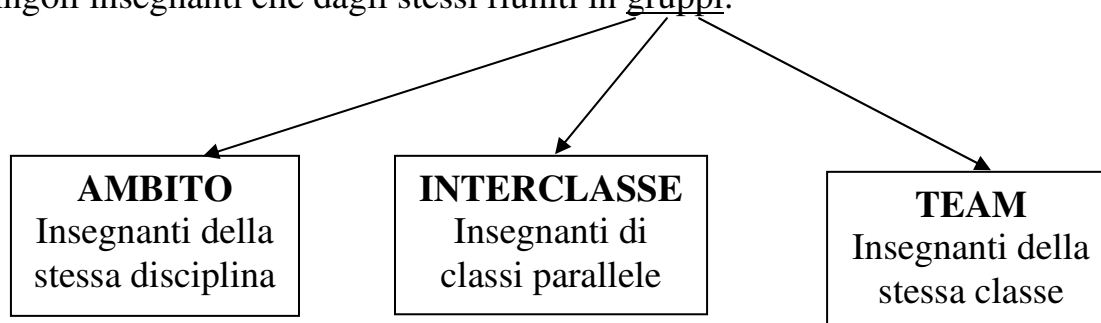 insegnanti che dagli stessi riuniti in gruppi.
AMBITO
Insegnanti della
stessa disciplina
INTERCLASSE
Insegnanti di
classi parallele
TEAM
Insegnanti della
stessa classe